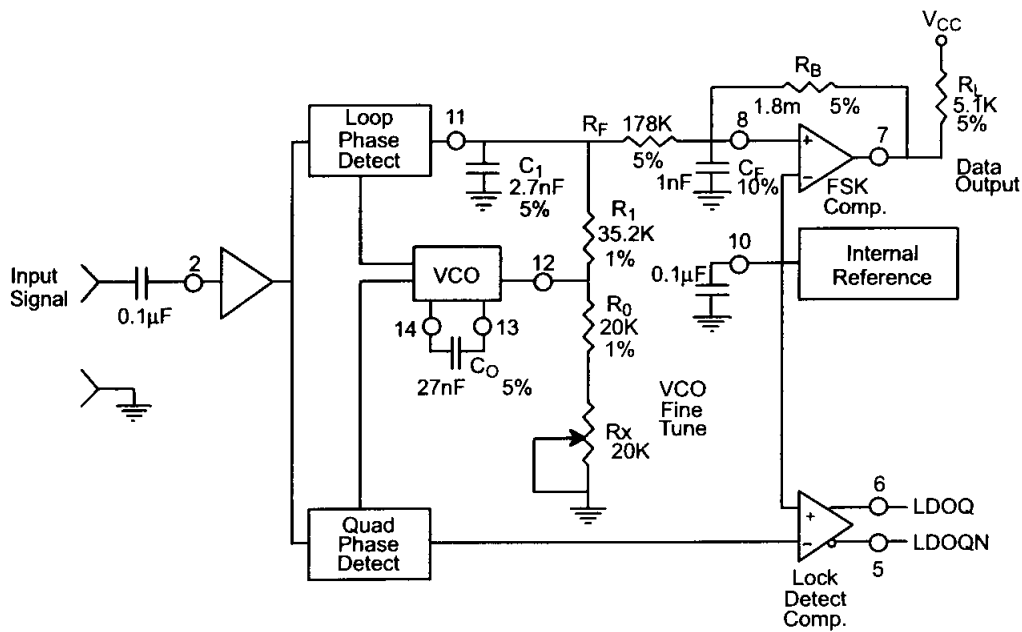 VCC
RB
1.8m 5%
RL
5.1K
5%
Loop
Phase
Detect
11
RF 178K
5%
8
7
+
−
C1
2.7nF
5%
1nF
CF
10%
FSK
Comp.
Data
Output
R1
35.2K
1%
10
Internal
Reference
0.1µF
Input
Signal
2
0.1µF
VCO
12
14
13
CO
27nF 5%
R0
20K
1%
VCO
Fine
Tune
Rx
20K
Quad
Phase
Detect
+
−
6
LDOQ
LDOQN
5
Lock
Detect
Comp.